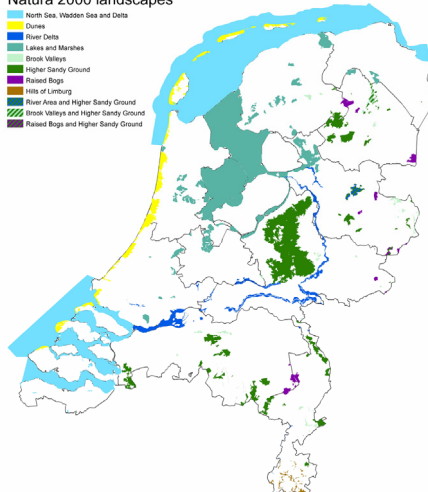 Natura 2000 landscapes
North Sea, Wadden Sea and Delta
Dunes
River Delta
Lakes and Marshes
Brook Valleys
Higher Sandy Ground
Raised Bogs
Hills of Limburg
River Area and Higher Sandy Ground
Brook Valleys and Higher Sandy Ground
Raised Bogs and Higher Sandy Ground